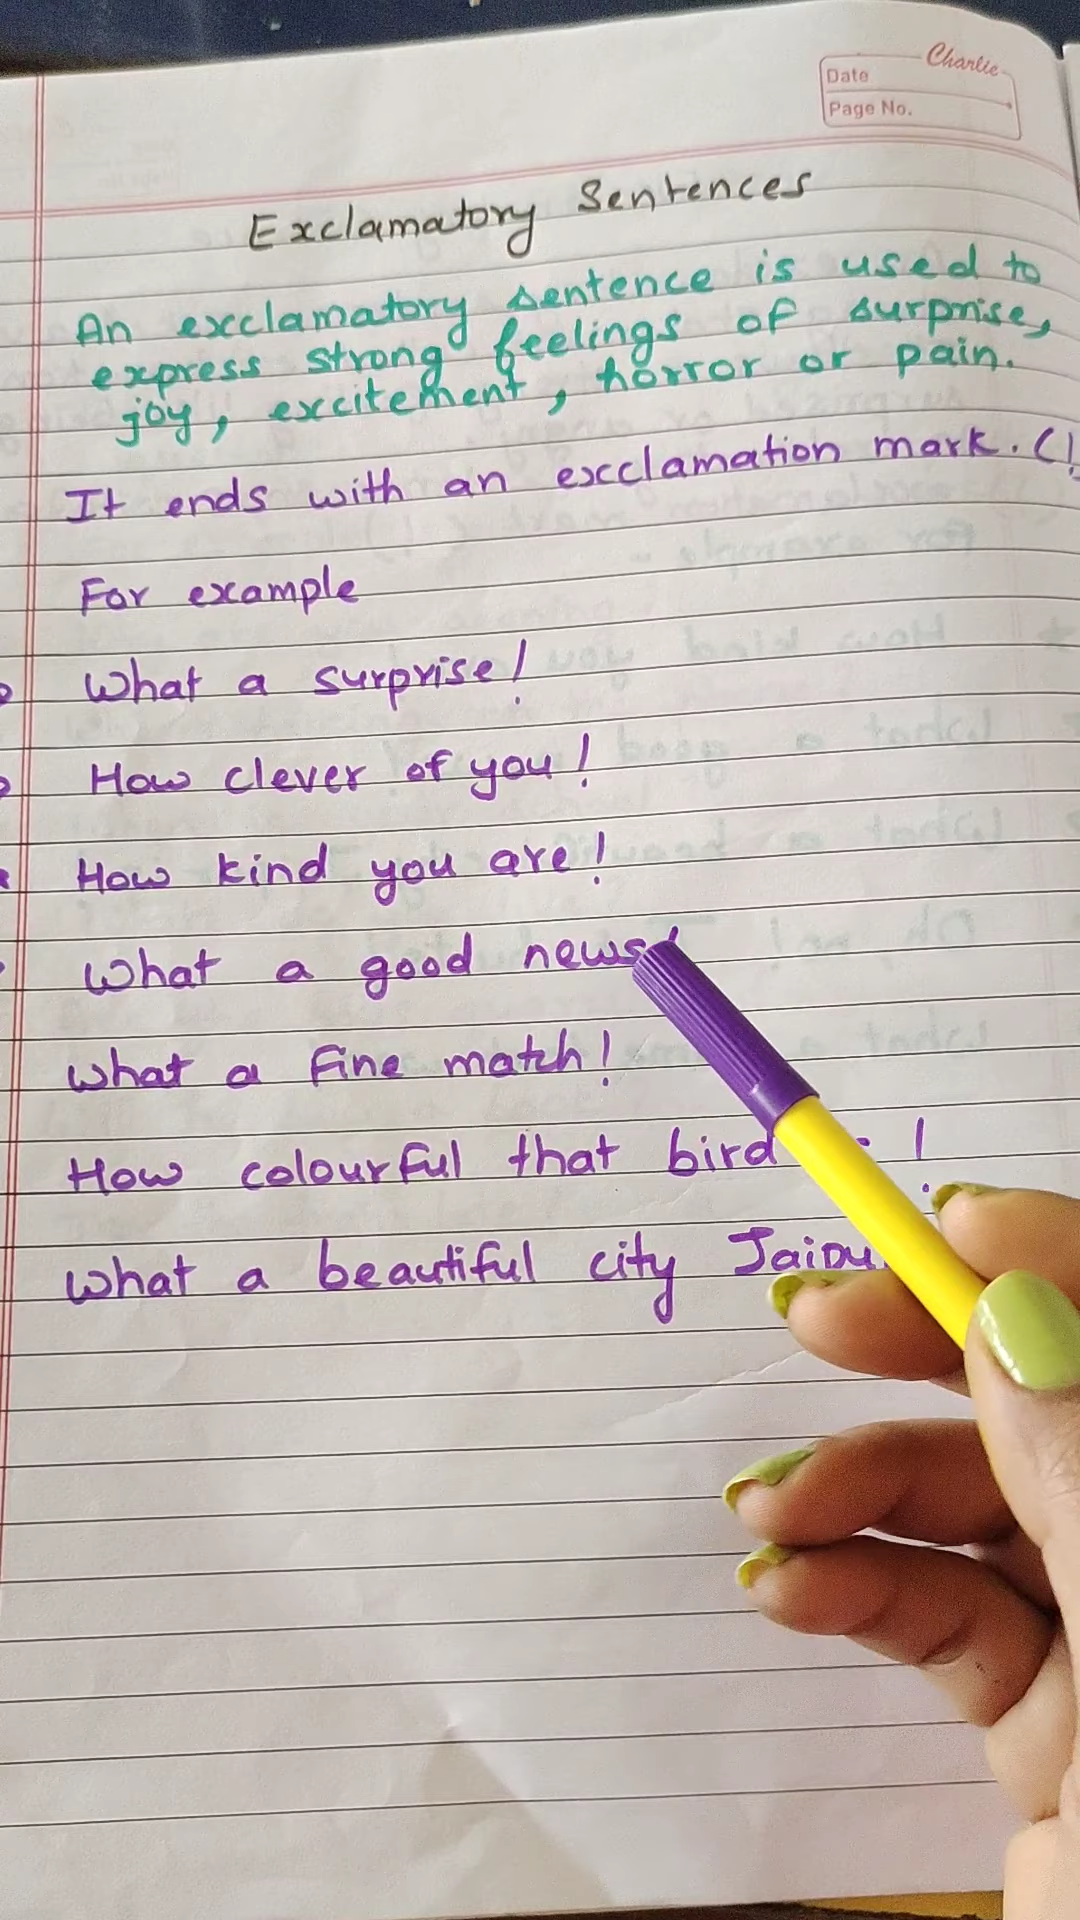 Charlie
Date
Page No.
Exclamatory Sentences
An exclamatory sentence is used to
express strong feelings of surprise,
joy, excitement, horror or pain.
It ends with an exclamation mark. (!
For example
What a surprise!
How clever of you!
How kind you are!
What a good news!
What a fine match!
How colourful that bird !
What a beautiful city